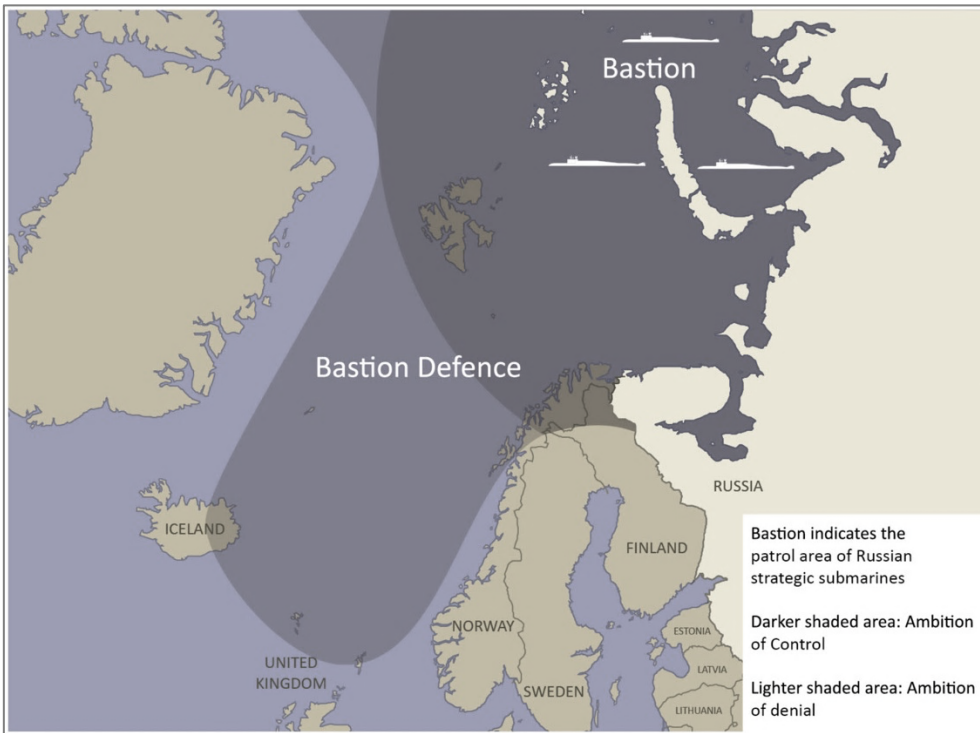 Bastion
Bastion Defence
ICELAND
RUSSIA
FINLAND
NORWAY
ESTONIA
UNITED
KINGDOM
LATVIA
SWEDEN
LITHUANIA
Bastion indicates the
patrol area of Russian
strategic submarines
Darker shaded area: Ambition
of Control
Lighter shaded area: Ambition
of denial